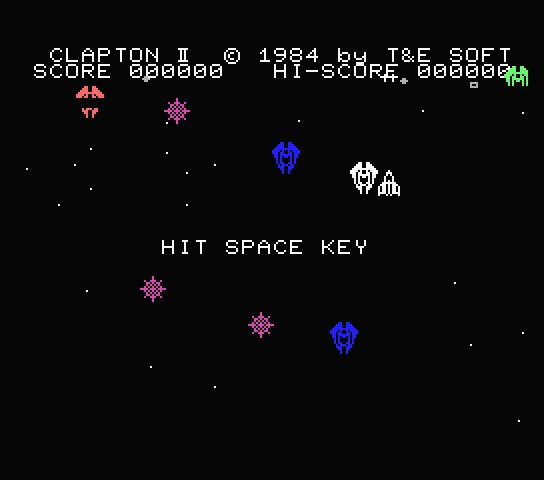 CLAPTON II © 1984 by T&E SOFT
SCORE 000000 HI-SCORE 000000
HIT SPACE KEY